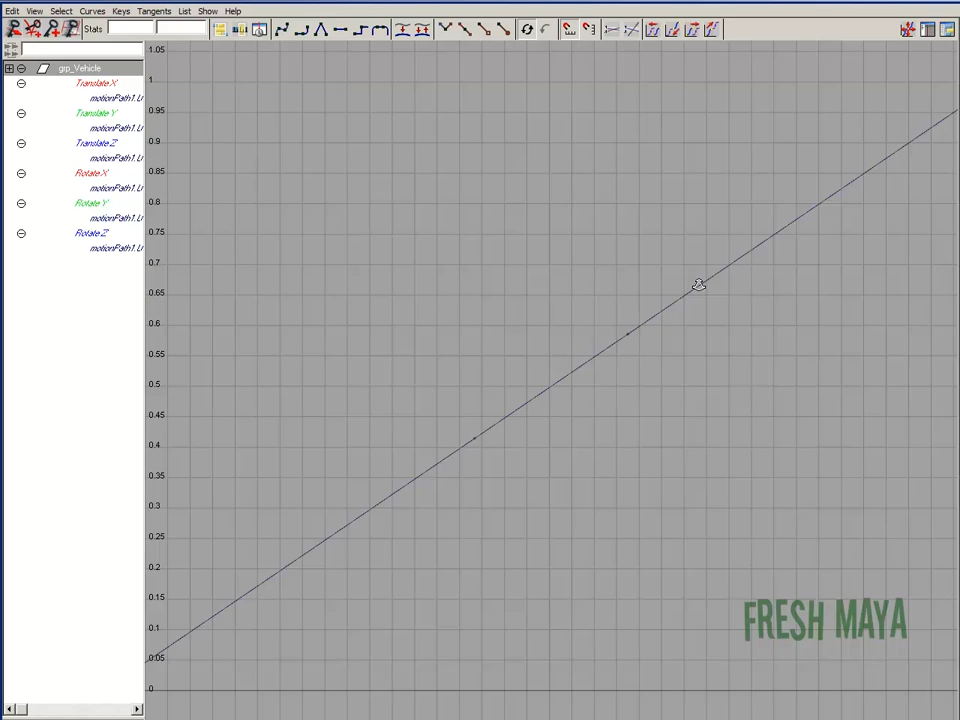 Edit View Select Curves Keys Tangents List Show Help
Stats
grp_Vehicle
Translate X
motionPath1.U
Translate Y
motionPath1.U
Translate Z
motionPath1.U
Rotate X
motionPath1.U
Rotate Y
motionPath1.U
Rotate Z
motionPath1.U
1.05
1
0.95
0.9
0.85
0.8
0.75
0.7
0.65
0.6
0.55
0.5
0.45
0.4
0.35
0.3
0.25
0.2
0.15
0.1
0.05
0
FRESH MAYA